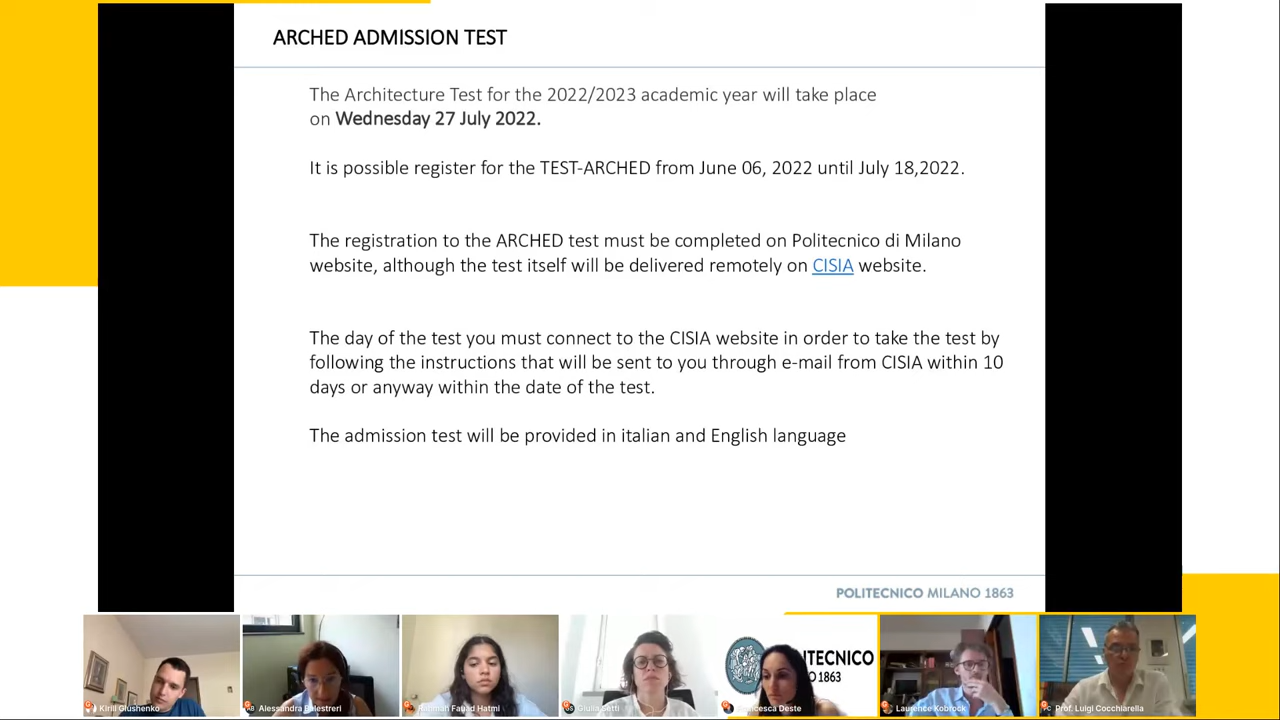 ARCHED ADMISSION TEST
The Architecture Test for the 2022/2023 academic year will take place
on Wednesday 27 July 2022.
It is possible register for the TEST-ARCHED from June 06, 2022 until July 18,2022.
The registration to the ARCHED test must be completed on Politecnico di Milano
website, although the test itself will be delivered remotely on CISIA website.
The day of the test you must connect to the CISIA website in order to take the test by
following the instructions that will be sent to you through e-mail from CISIA within 10
days or anyway within the date of the test.
The admission test will be provided in italian and English language
POLITECNICO MILANO 1863
ITECNICO
O 1863
Kirill Glushenko
Alessandra Balestreri
Fayad Hatmi
Giulia Setti
Deste
Laurence Kobrock
Prof. Luigi Cocchiarella